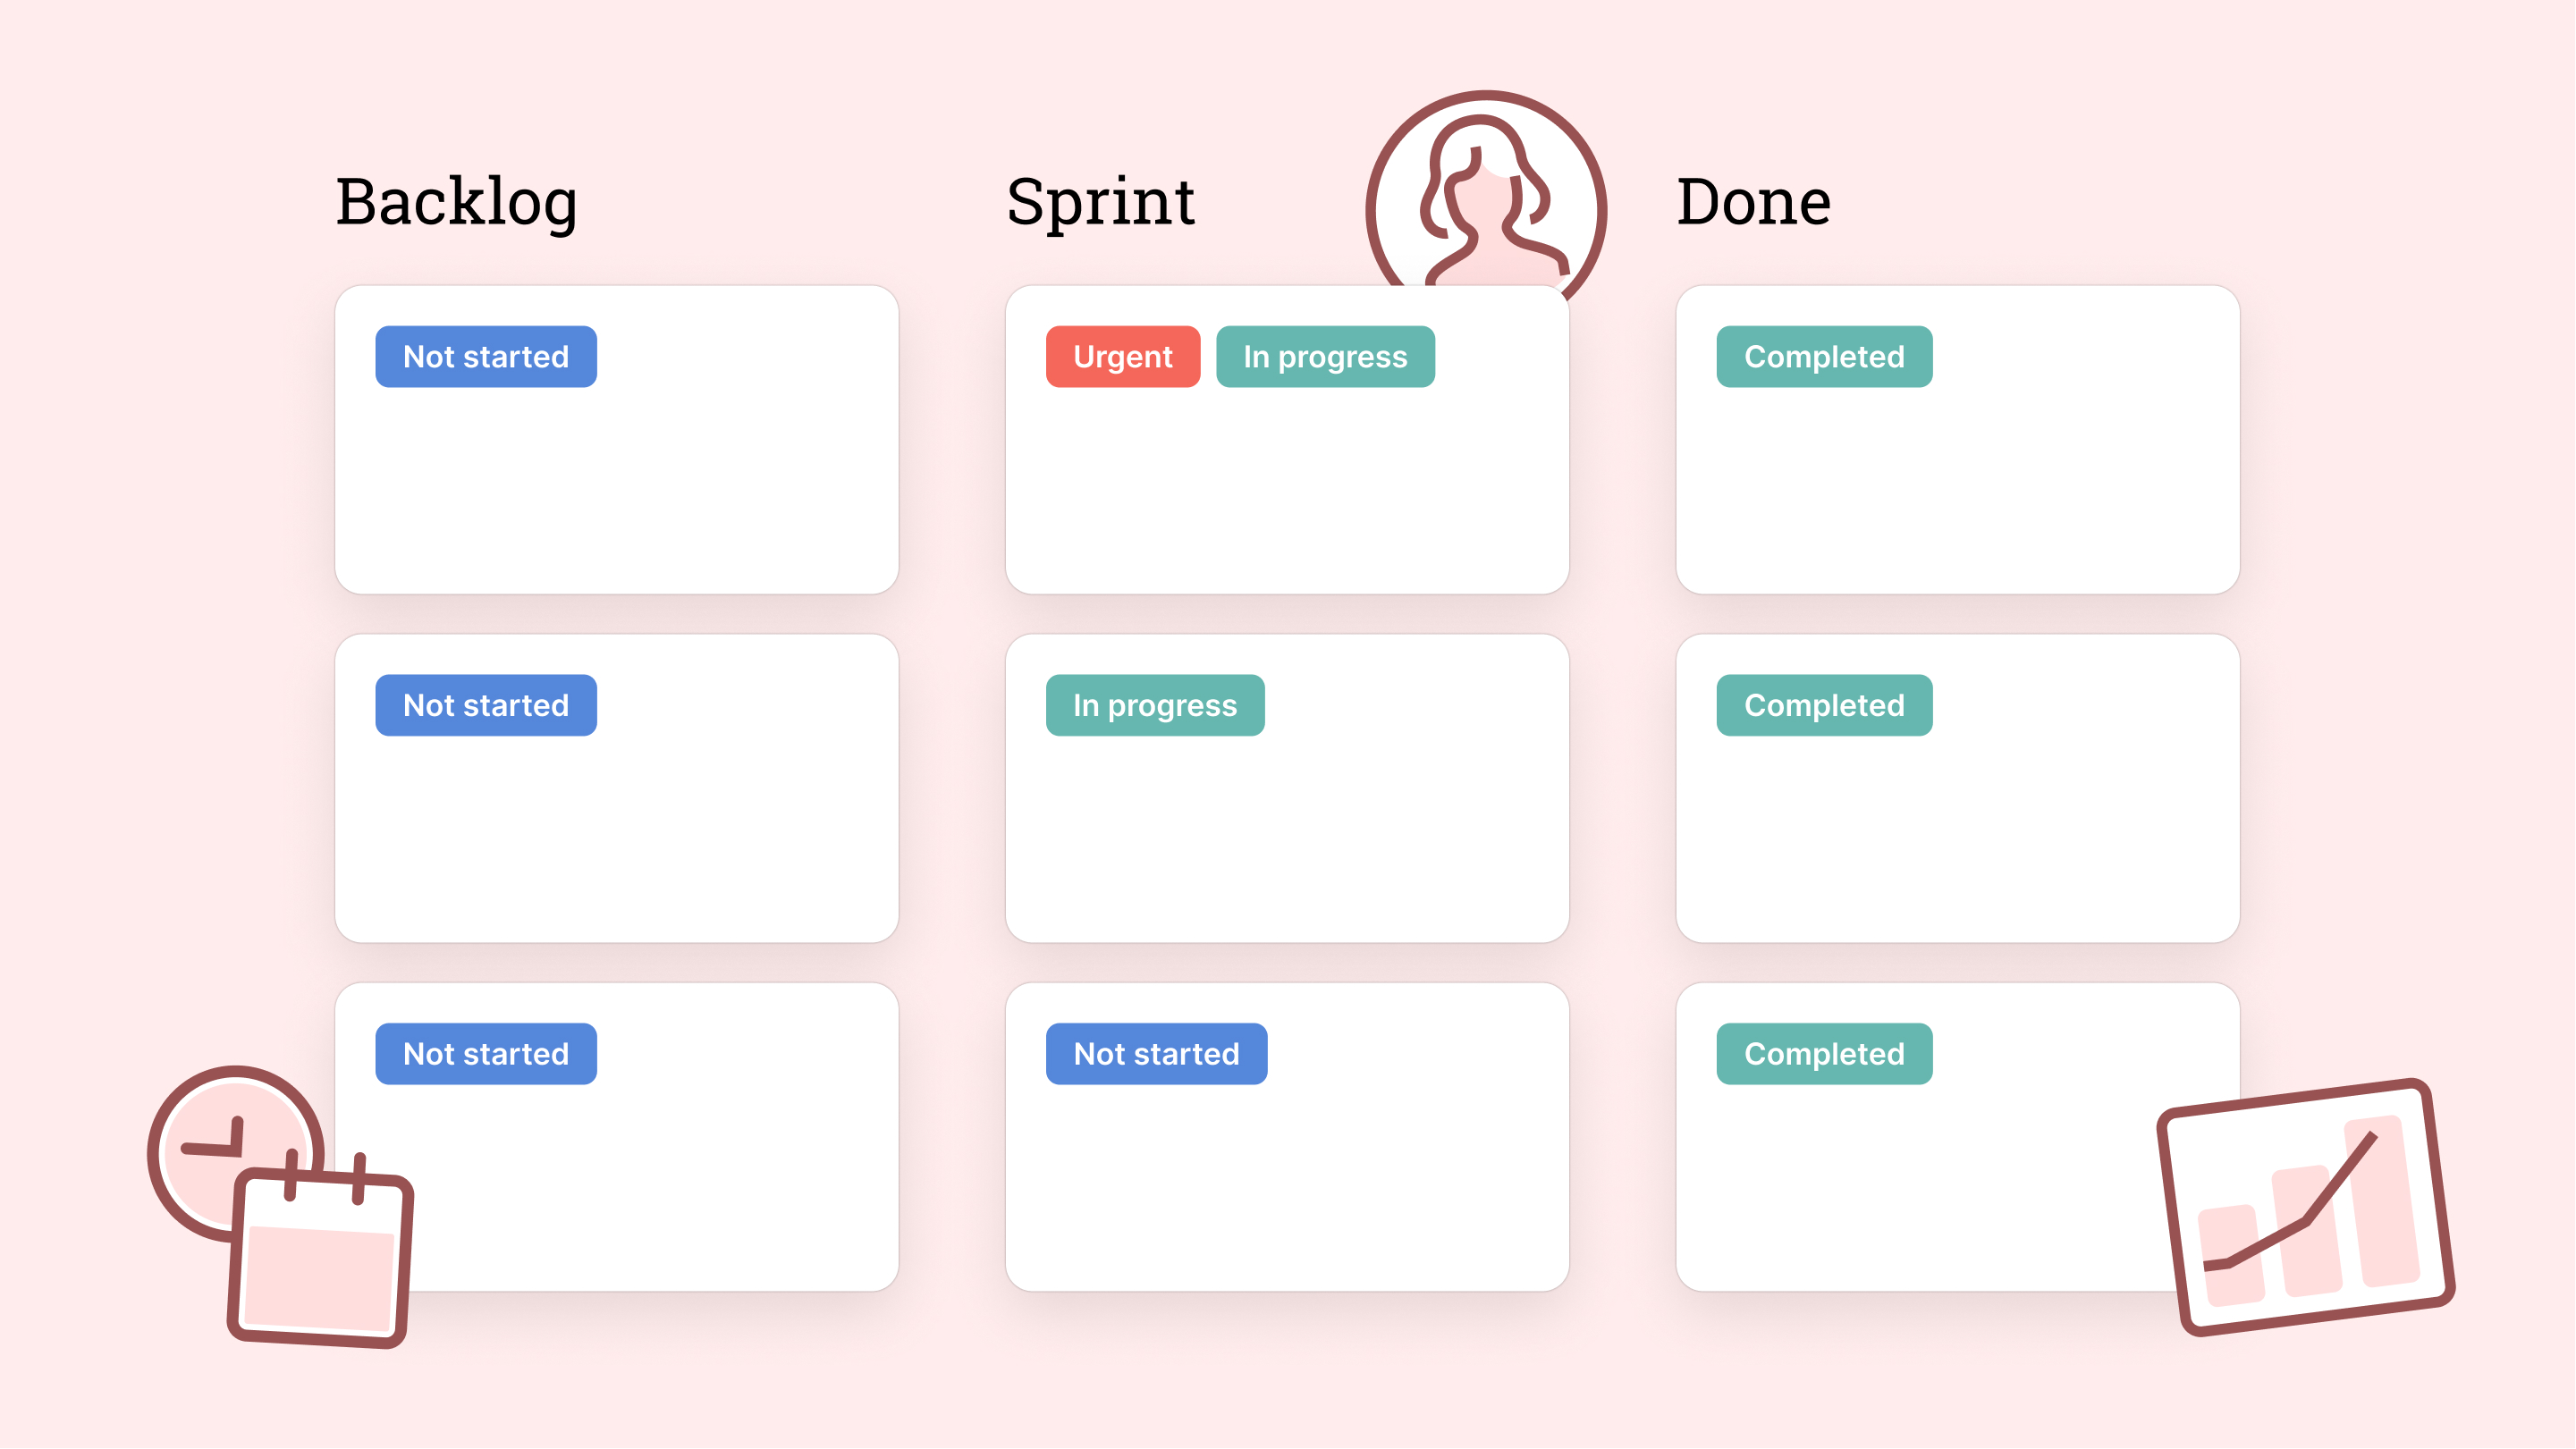 Backlog
Sprint
Done
Not started
Urgent
In progress
Completed
Not started
In progress
Completed
Not started
Not started
Completed